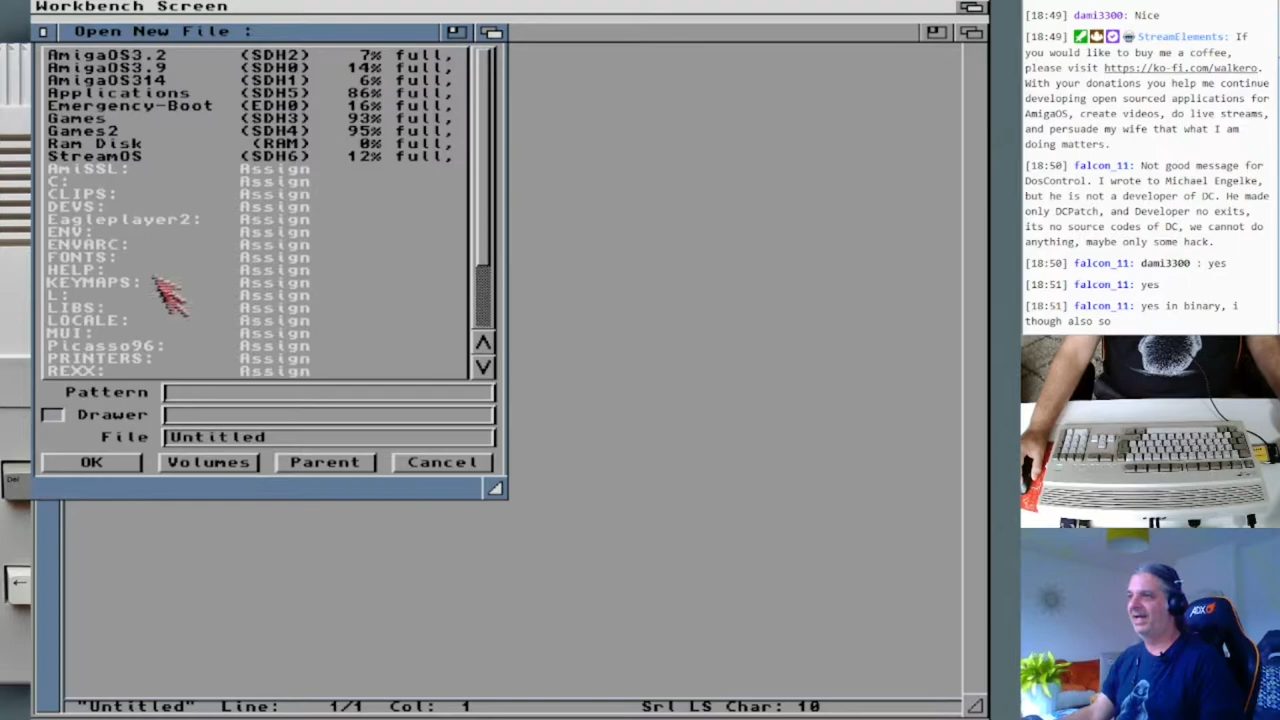 Workbench Screen
Open New File :
AmigaOS3.2 (SDH2) 7% full,
AmigaOS3.9 (SDH0) 14% full,
AmigaOS314 (SDH1) 6% full,
Applications (SDH5) 86% full,
Emergency-Boot (EDH0) 16% full,
Games (SDH3) 93% full,
Games2 (SDH4) 95% full,
Ram Disk (RAM) 0% full,
StreamOS (SDH6) 12% full,
AmiSSL: Assign
C: Assign
CLIPS: Assign
DEVS: Assign
Eagleplayer2: Assign
ENV: Assign
ENVARC: Assign
FONTS: Assign
HELP: Assign
KEYMAPS: Assign
L: Assign
LIBS: Assign
LOCALE: Assign
MUI: Assign
Picasso96: Assign
PRINTERS: Assign
REXX: Assign
Pattern
Drawer
File Untitled
OK Volumes Parent Cancel
"Untitled" Line: 1/1 Col: 1 Srl LS Char: 10
Del
[18:49] dami3300: Nice
[18:49] StreamElements: If
you would like to buy me a coffee,
please visit https://ko-fi.com/walkero.
With your donations you help me continue
developing open sourced applications for
AmigaOS, create videos, do live streams,
and persuade my wife that what I am
doing matters.
[18:50] falcon_11: Not good message for
DosControl. I wrote to Michael Engelke,
but he is not a developer of DC. He made
only DCPatch, and Developer no exits,
its no source codes of DC, we cannot do
anything, maybe only some hack.
[18:50] falcon_11: dami3300 : yes
[18:51] falcon_11: yes
[18:51] falcon_11: yes in binary, i
though also so
ADX